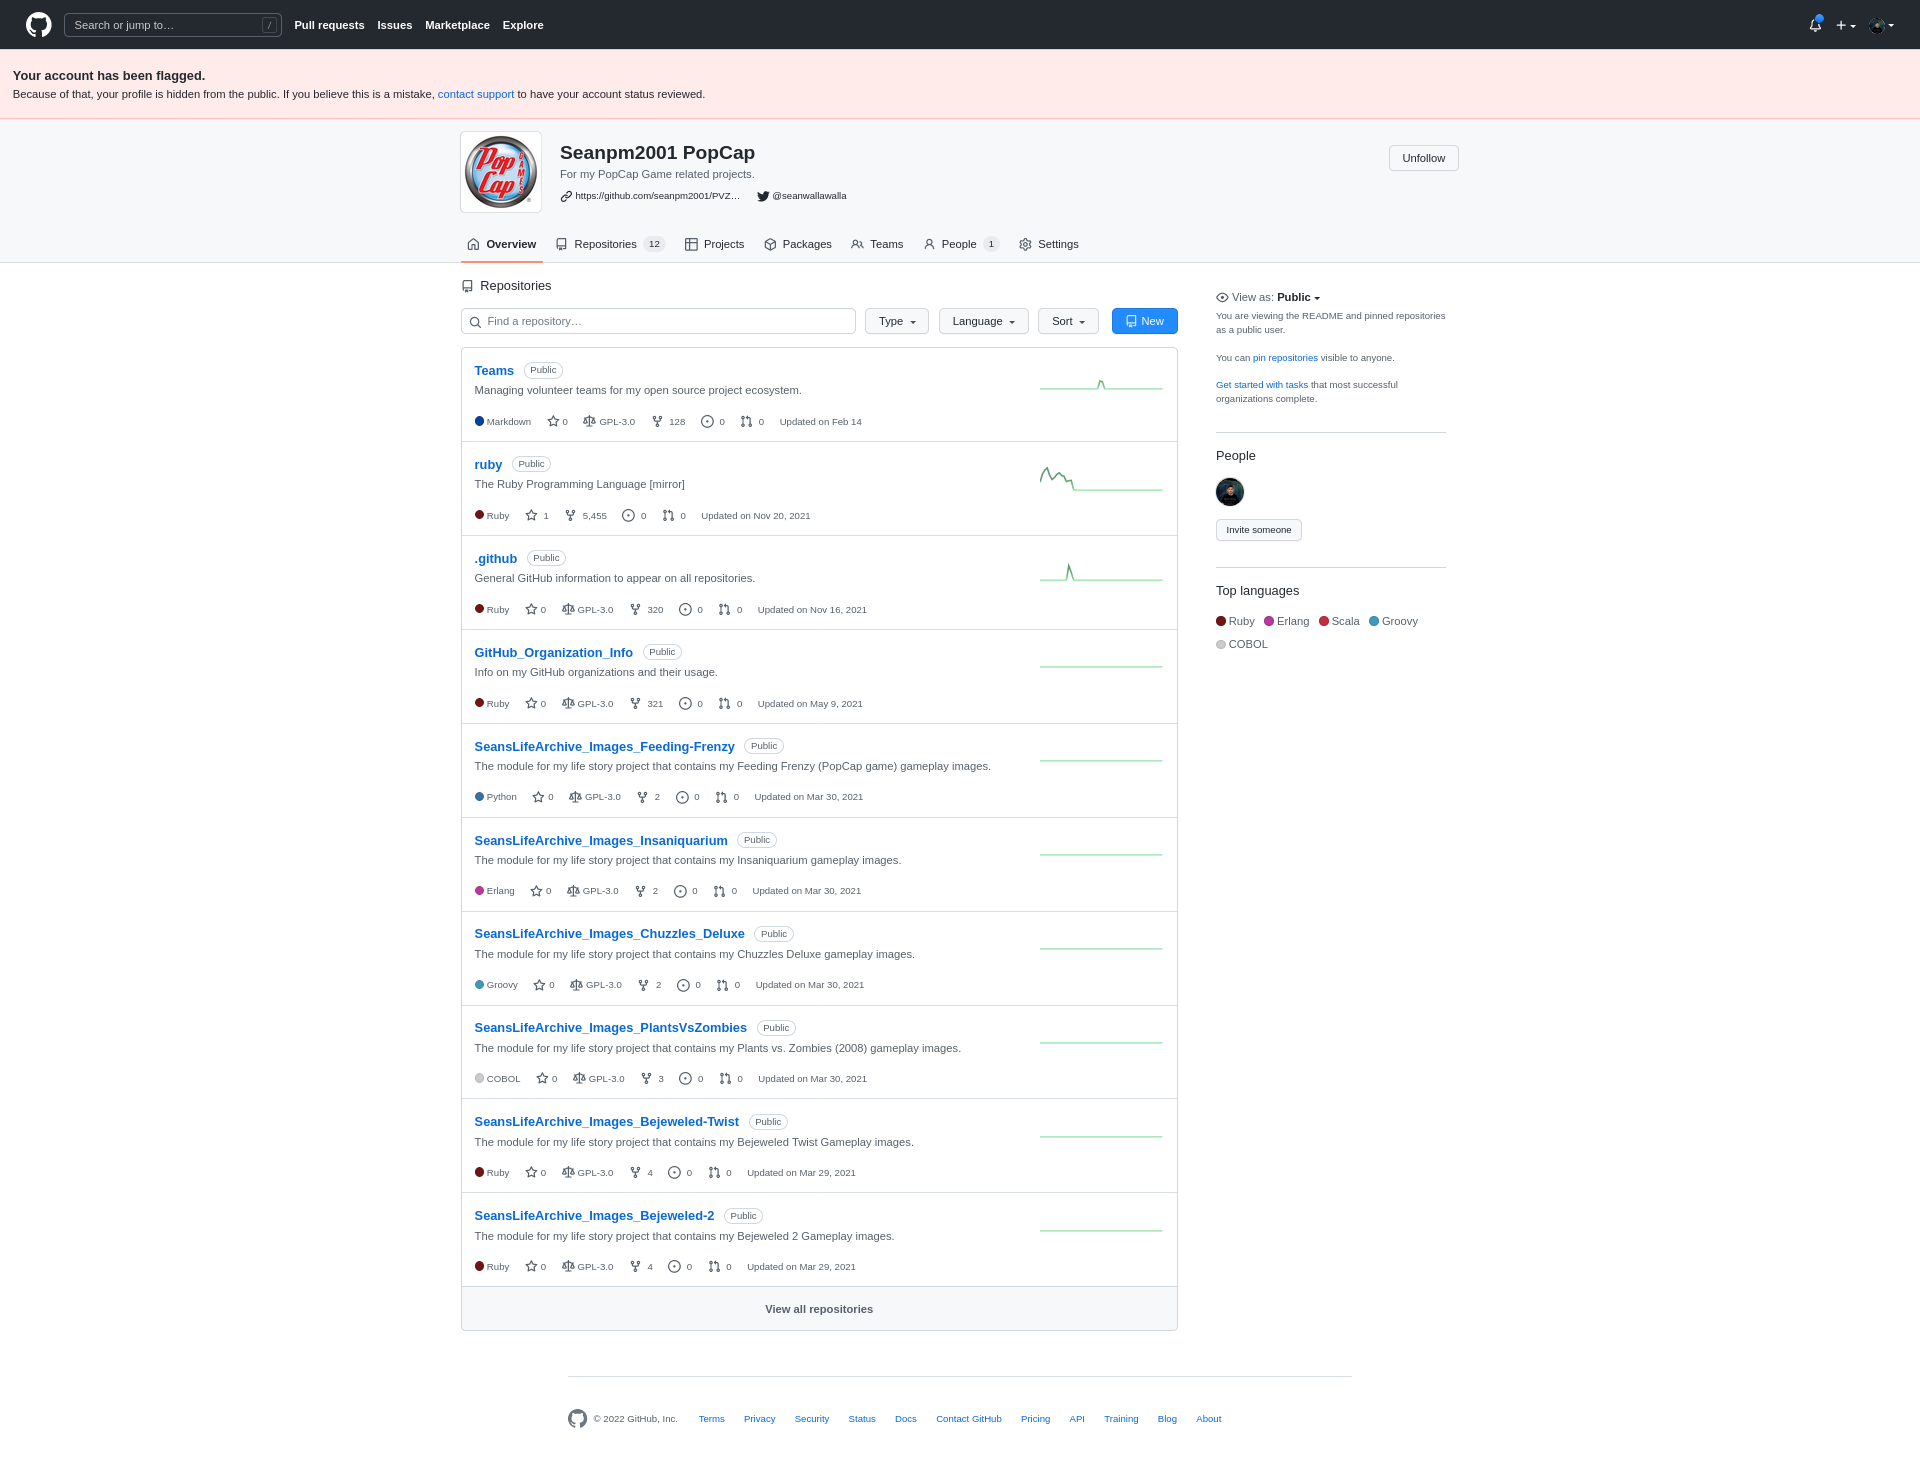 Search or jump to… /
Pull requests Issues Marketplace Explore
Your account has been flagged.
Because of that, your profile is hidden from the public. If you believe this is a mistake, contact support to have your account status reviewed.
Pop Cap GAMES ®
Seanpm2001 PopCap
For my PopCap Game related projects.
https://github.com/seanpm2001/PVZ… @seanwallawalla
Unfollow
Overview Repositories 12 Projects Packages Teams People 1 Settings
Repositories
Find a repository… Type Language Sort New
Teams Public
Managing volunteer teams for my open source project ecosystem.
Markdown 0 GPL-3.0 128 0 0 Updated on Feb 14
ruby Public
The Ruby Programming Language [mirror]
Ruby 1 5,455 0 0 Updated on Nov 20, 2021
.github Public
General GitHub information to appear on all repositories.
Ruby 0 GPL-3.0 320 0 0 Updated on Nov 16, 2021
GitHub_Organization_Info Public
Info on my GitHub organizations and their usage.
Ruby 0 GPL-3.0 321 0 0 Updated on May 9, 2021
SeansLifeArchive_Images_Feeding-Frenzy Public
The module for my life story project that contains my Feeding Frenzy (PopCap game) gameplay images.
Python 0 GPL-3.0 2 0 0 Updated on Mar 30, 2021
SeansLifeArchive_Images_Insaniquarium Public
The module for my life story project that contains my Insaniquarium gameplay images.
Erlang 0 GPL-3.0 2 0 0 Updated on Mar 30, 2021
SeansLifeArchive_Images_Chuzzles_Deluxe Public
The module for my life story project that contains my Chuzzles Deluxe gameplay images.
Groovy 0 GPL-3.0 2 0 0 Updated on Mar 30, 2021
SeansLifeArchive_Images_PlantsVsZombies Public
The module for my life story project that contains my Plants vs. Zombies (2008) gameplay images.
COBOL 0 GPL-3.0 3 0 0 Updated on Mar 30, 2021
SeansLifeArchive_Images_Bejeweled-Twist Public
The module for my life story project that contains my Bejeweled Twist Gameplay images.
Ruby 0 GPL-3.0 4 0 0 Updated on Mar 29, 2021
SeansLifeArchive_Images_Bejeweled-2 Public
The module for my life story project that contains my Bejeweled 2 Gameplay images.
Ruby 0 GPL-3.0 4 0 0 Updated on Mar 29, 2021
View all repositories
View as: Public
You are viewing the README and pinned repositories
as a public user.
You can pin repositories visible to anyone.
Get started with tasks that most successful
organizations complete.
People
Invite someone
Top languages
Ruby Erlang Scala Groovy
COBOL
© 2022 GitHub, Inc. Terms Privacy Security Status Docs Contact GitHub Pricing API Training Blog About